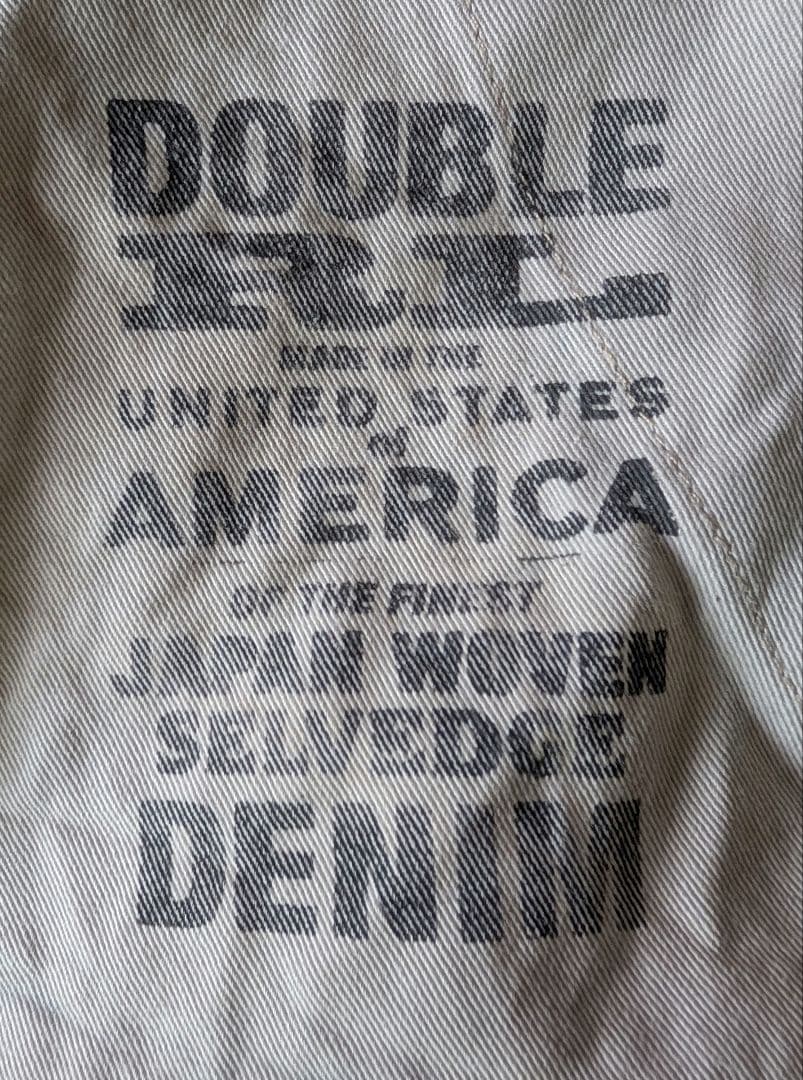 DOUBLE
RL
MADE IN THE
UNITED STATES
OF
AMERICA
OF THE FINEST
JAPAN WOVEN
SELVEDGE
DENIM